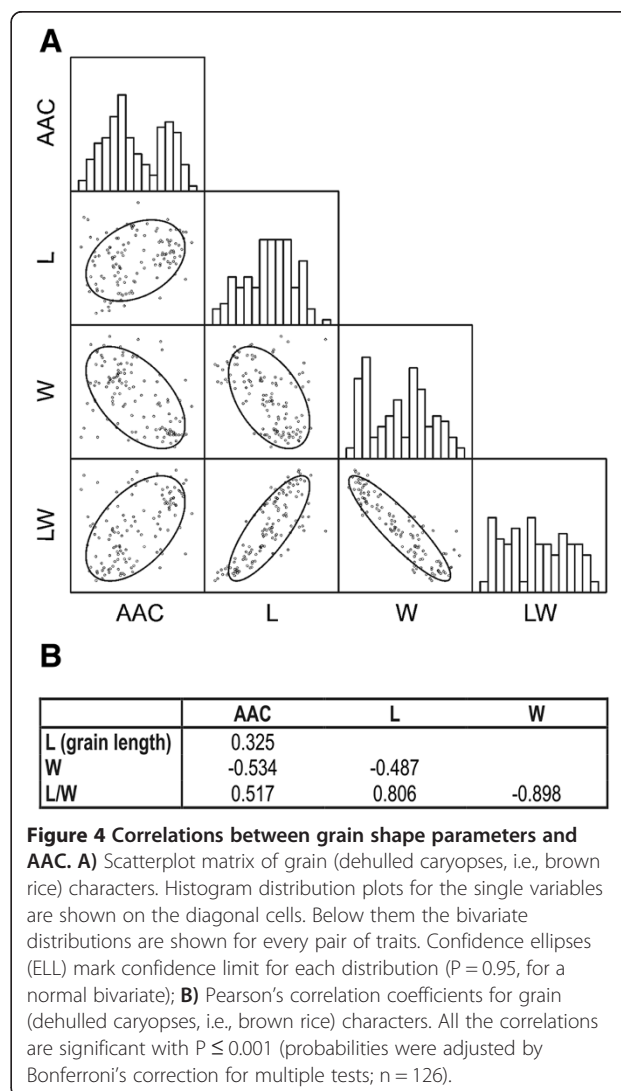 A
AAC
L
W
LW
AAC L W LW
B
AAC L W
L (grain length) 0.325
W -0.534 -0.487
L/W 0.517 0.806 -0.898
Figure 4 Correlations between grain shape parameters and
AAC. A) Scatterplot matrix of grain (dehulled caryopses, i.e., brown
rice) characters. Histogram distribution plots for the single variables
are shown on the diagonal cells. Below them the bivariate
distributions are shown for every pair of traits. Confidence ellipses
(ELL) mark confidence limit for each distribution (P = 0.95, for a
normal bivariate); B) Pearson's correlation coefficients for grain
(dehulled caryopses, i.e., brown rice) characters. All the correlations
are significant with P ≤ 0.001 (probabilities were adjusted by
Bonferroni's correction for multiple tests; n = 126).